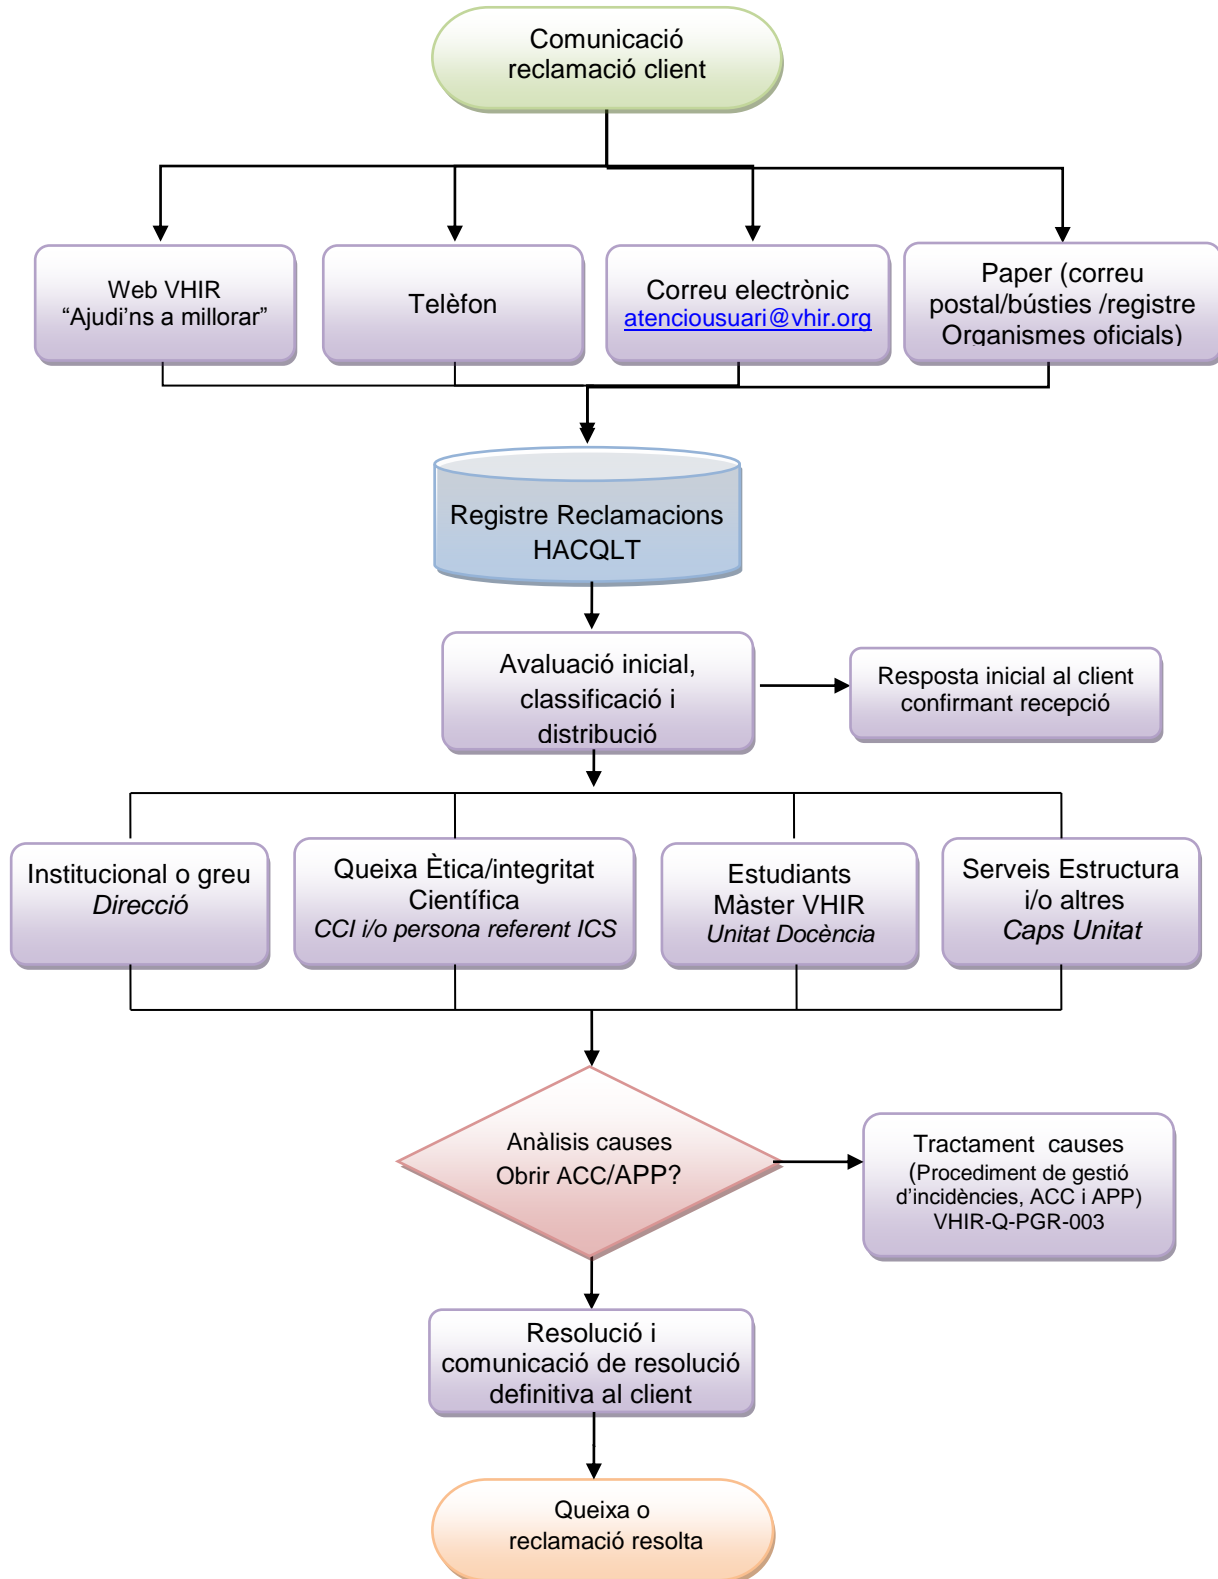 Comunicació
reclamació client
Web VHIR
“Ajudi’ns a millorar”
Telèfon
Correu electrònic
atenciousuari@vhir.org
Paper (correu
postal/bústies /registre
Organismes oficials)
Registre Reclamacions
HACQLT
Avaluació inicial,
classificació i
distribució
Resposta inicial al client
confirmant recepció
Institucional o greu
Direcció
Queixa Ètica/integritat
Científica
CCI i/o persona referent ICS
Estudiants
Màster VHIR
Unitat Docència
Serveis Estructura
i/o altres
Caps Unitat
Anàlisis causes
Obrir ACC/APP?
Tractament  causes
(Procediment de gestió
d’incidències, ACC i APP)
VHIR-Q-PGR-003
Resolució i
comunicació de resolució
definitiva al client
Queixa o
reclamació resolta